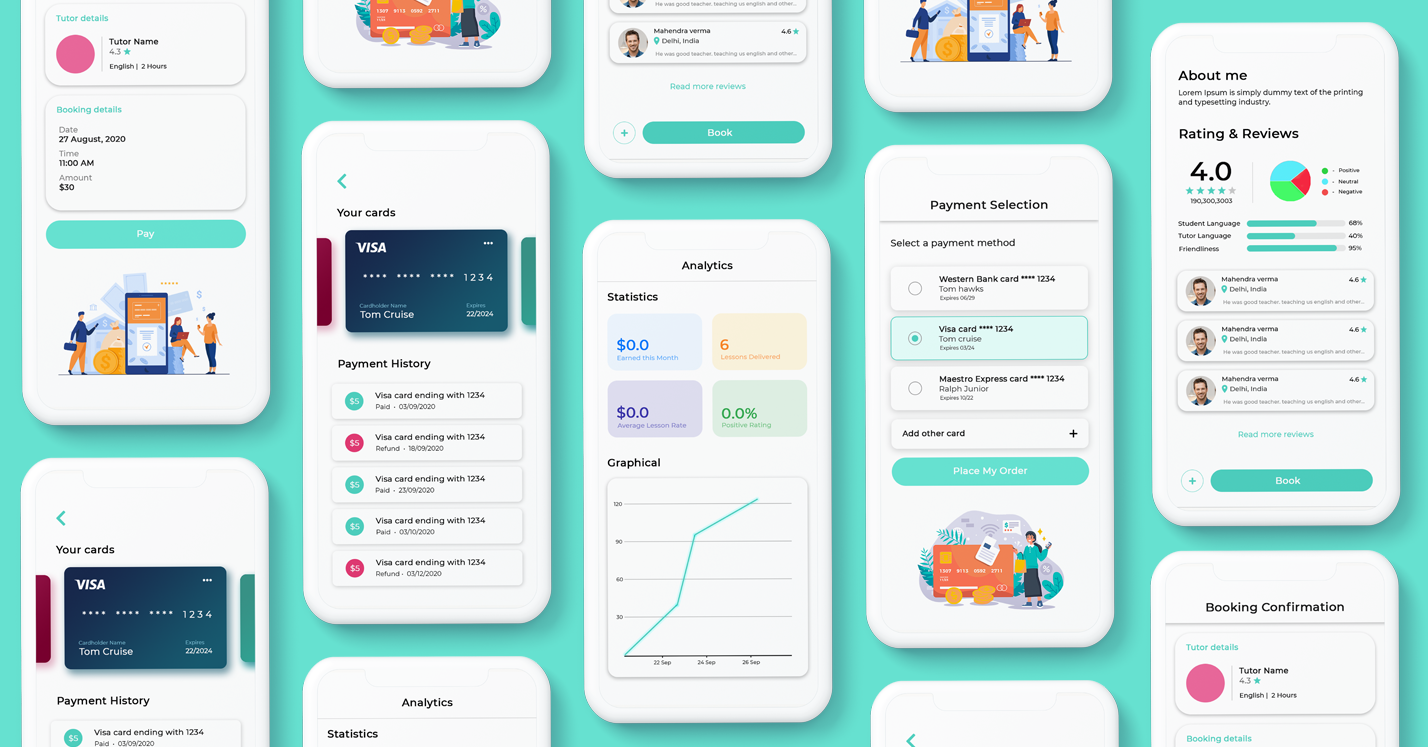 Tutor details
Tutor Name
4.3
English | 2 Hours
Booking details
Date
27 August, 2020
Time
11:00 AM
Amount
$30
Pay
Your cards
VISA
**** **** **** 1234
Cardholder Name
Tom Cruise
Expires
22/2024
Payment History
$5
Visa card ending with 1234
Paid • 03/09/2020
1307 9115 0592 2711
Your cards
VISA
**** **** **** 1234
Cardholder Name
Tom Cruise
Expires
22/2024
Payment History
$5
Visa card ending with 1234
Paid • 03/09/2020
$5
Visa card ending with 1234
Refund • 18/09/2020
$5
Visa card ending with 1234
Paid • 23/09/2020
$5
Visa card ending with 1234
Paid • 03/10/2020
$5
Visa card ending with 1234
Refund • 03/12/2020
Analytics
Statistics
He was good teacher, teaching us english and other...
Mahendra verma
4.6
Delhi, India
He was good teacher, teaching us english and other...
Read more reviews
+
Book
Analytics
Statistics
$0.0
Earned this Month
6
Lessons Delivered
$0.0
Average Lesson Rate
0.0%
Positive Rating
Graphical
120
90
60
30
22 Sep
24 Sep
26 Sep
Payment Selection
Select a payment method
Western Bank card **** 1234
Tom hawks
Expires 06/29
Visa card **** 1234
Tom cruise
Expires 03/24
Maestro Express card **** 1234
Ralph Junior
Expires 10/22
Add other card
+
Place My Order
1307 9115 0592 2711
About me
Lorem Ipsum is simply dummy text of the printing
and typesetting industry.
Rating & Reviews
4.0
190,300,3003
- Positive
- Neutral
- Negative
Student Language
68%
Tutor Language
40%
Friendliness
95%
Mahendra verma
4.6
Delhi, India
He was good teacher, teaching us english and other...
Mahendra verma
4.6
Delhi, India
He was good teacher, teaching us english and other...
Mahendra verma
4.6
Delhi, India
He was good teacher, teaching us english and other...
Read more reviews
+
Book
Booking Confirmation
Tutor details
Tutor Name
4.3
English | 2 Hours
Booking details